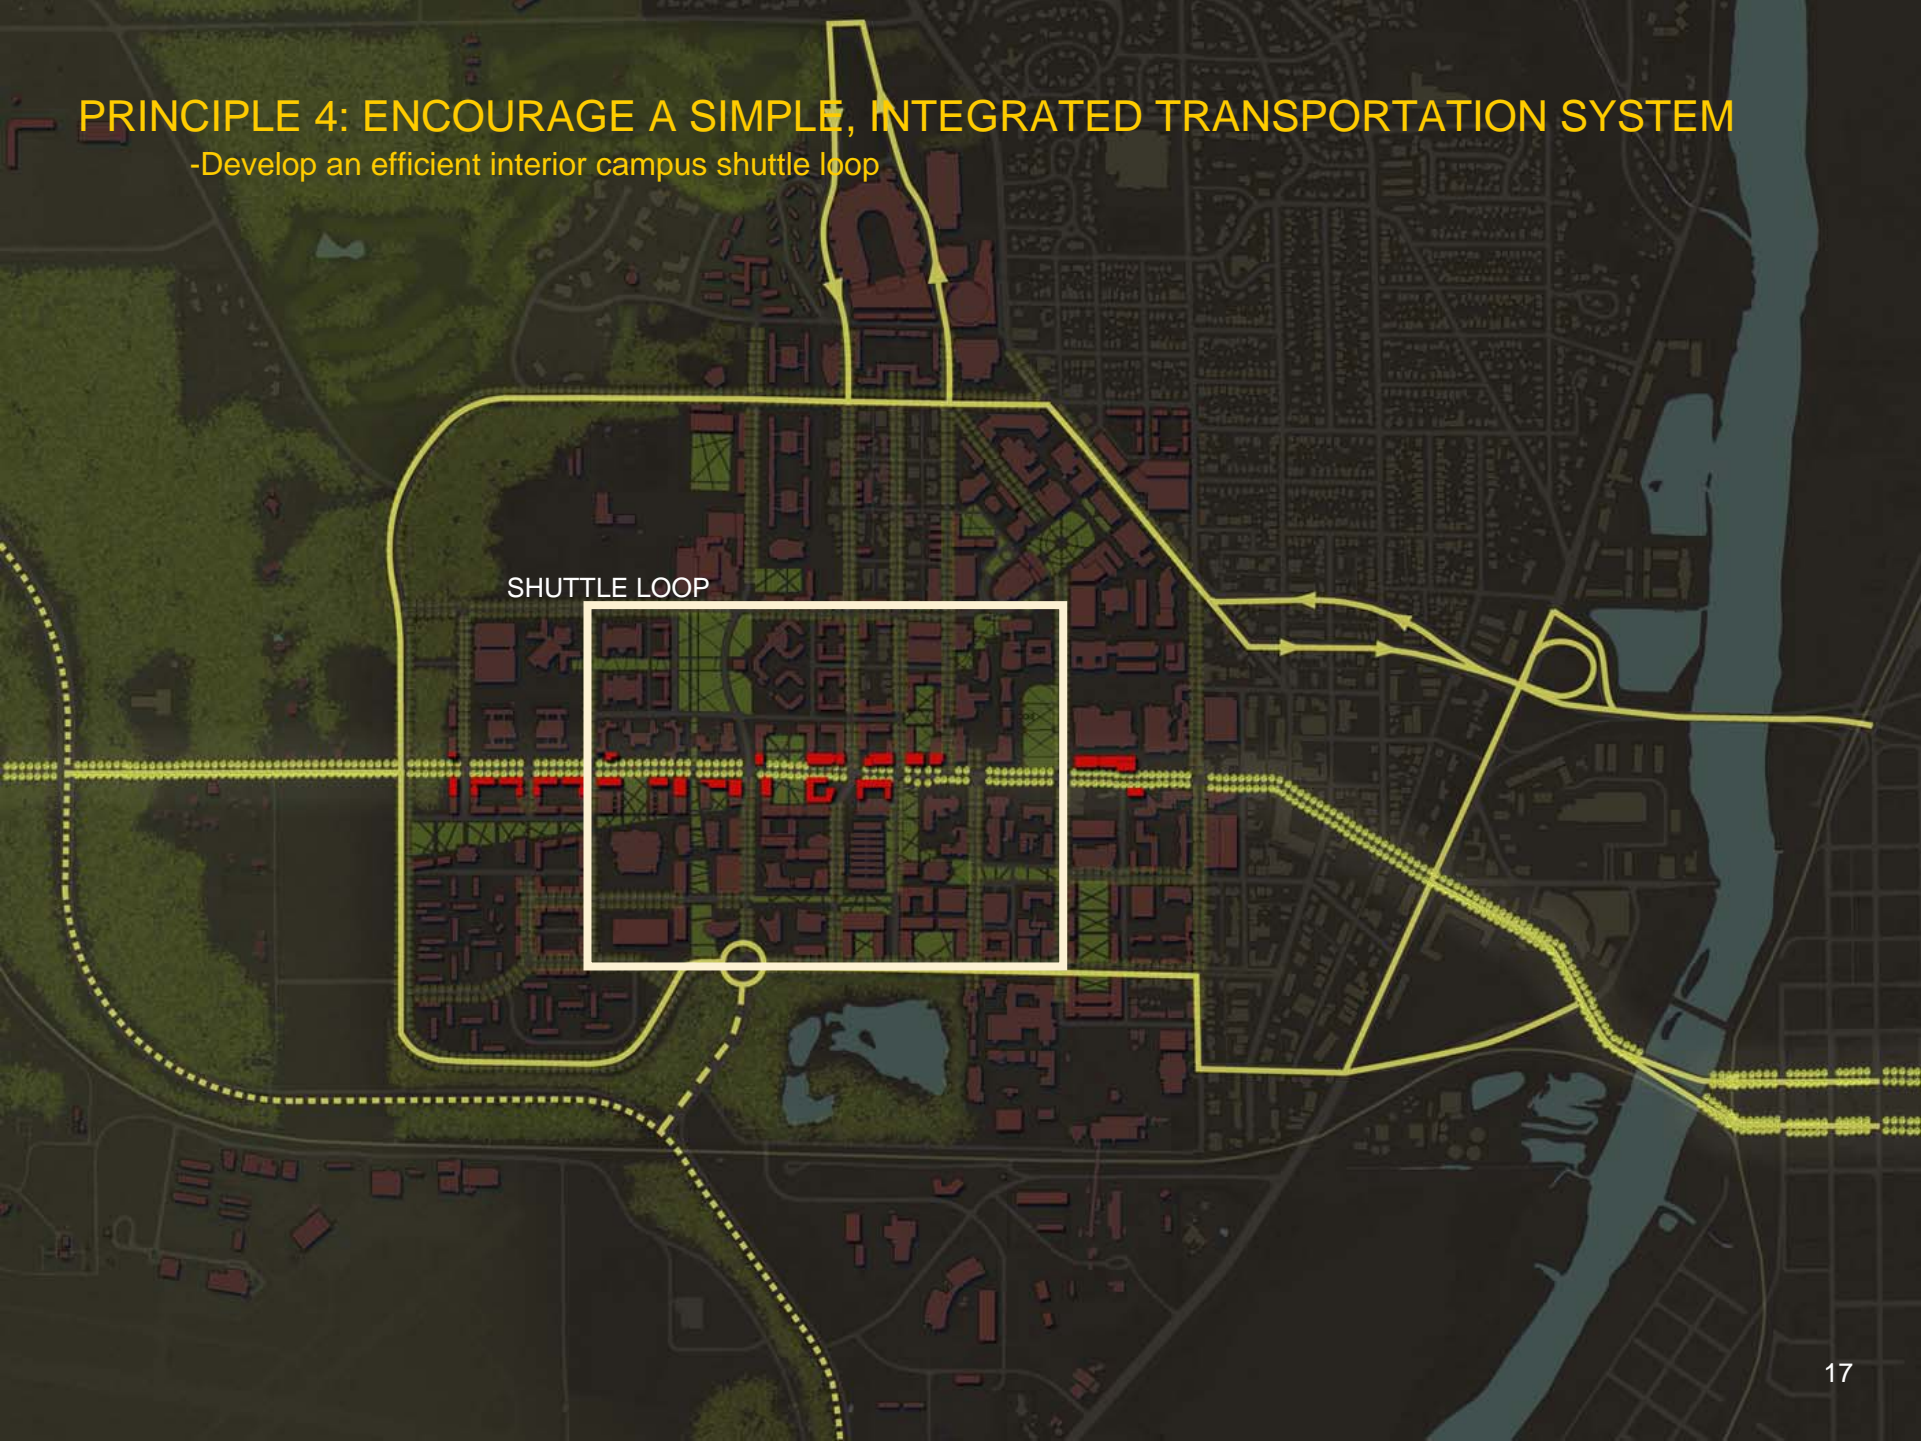 PRINCIPLE 4: ENCOURAGE A SIMPLE, INTEGRATED TRANSPORTATION SYSTEM
-Develop an efficient interior campus shuttle loop
SHUTTLE LOOP
17